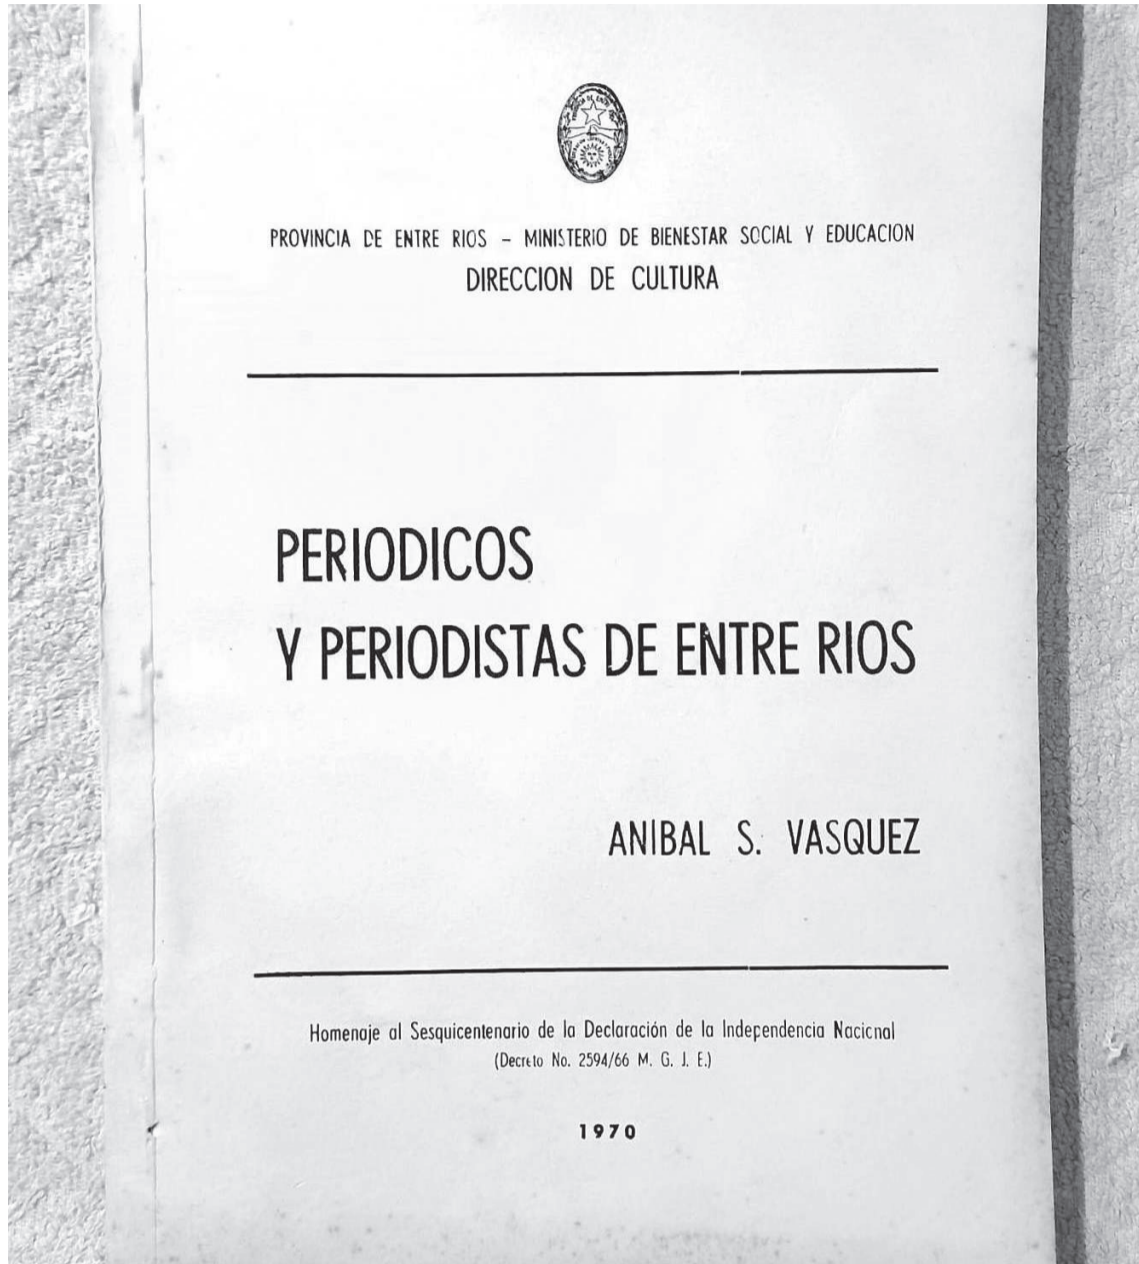 PROVINCIA DE ENTRE RIOS – MINISTERIO DE BIENESTAR SOCIAL Y EDUCACION
DIRECCION DE CULTURA
PERIODICOS
Y PERIODISTAS DE ENTRE RIOS
ANIBAL S. VASQUEZ
Homenaje al Sesquicentenario de la Declaración de la Independencia Nacional
(Decreto No. 2594/66 M. G. J. E.)
1970